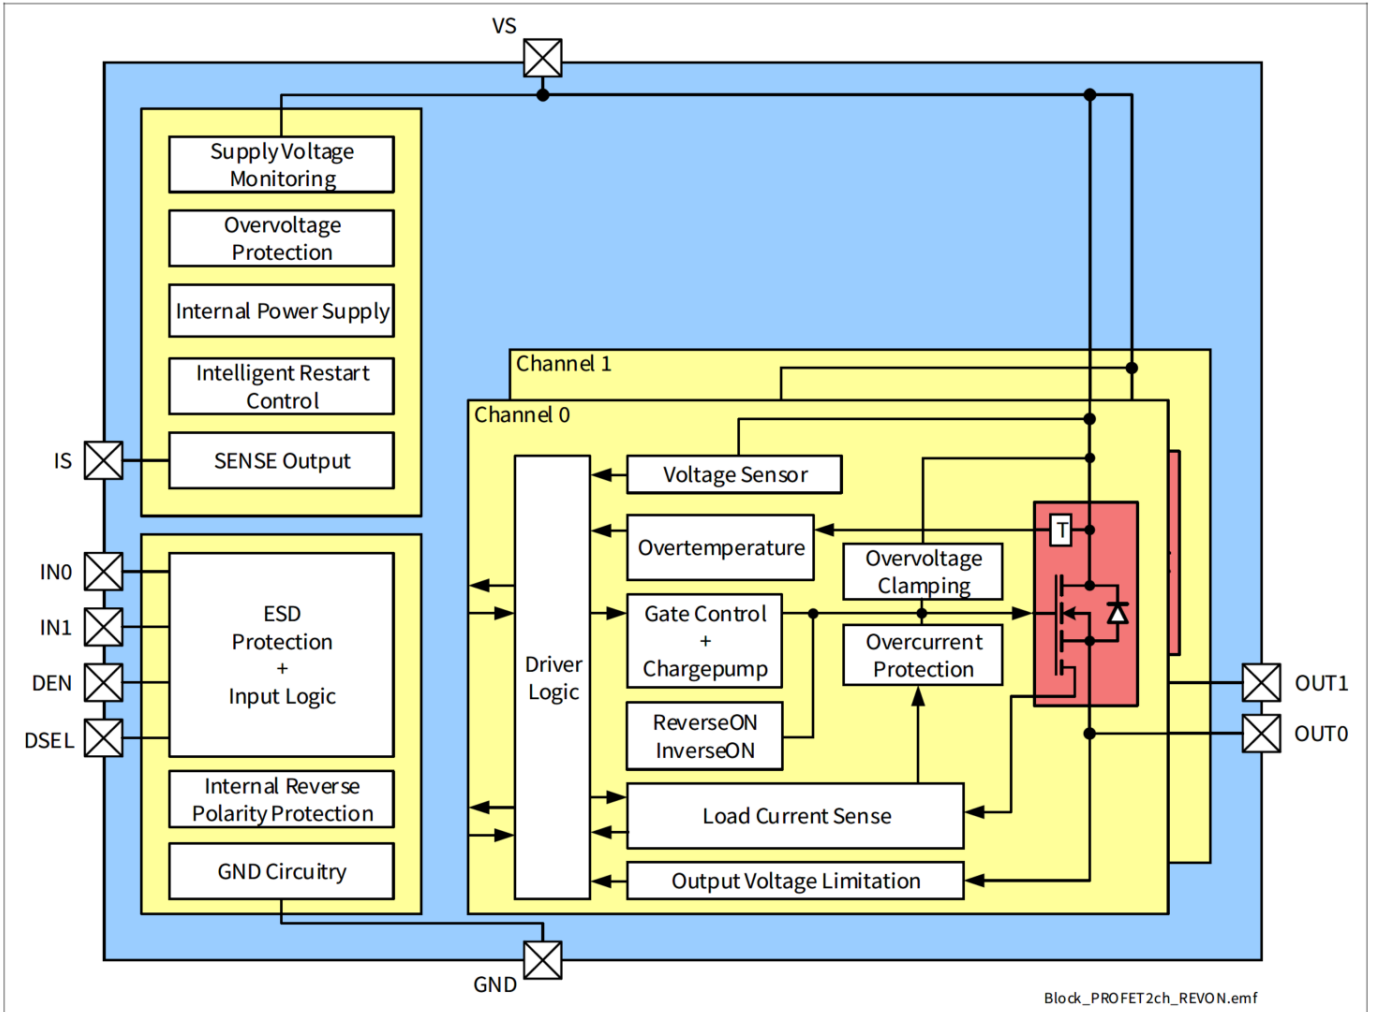 VS
Supply Voltage
Monitoring
Overvoltage
Protection
Internal Power Supply
Intelligent Restart
Control
SENSE Output
IS
IN0
IN1
DEN
DSEL
ESD
Protection
+
Input Logic
Internal Reverse
Polarity Protection
GND Circuitry
GND
Channel 1
Channel 0
Driver
Logic
Voltage Sensor
Overtemperature
T
Overvoltage
Clamping
Gate Control
+
Chargepump
Overcurrent
Protection
ReverseON
InverseON
Load Current Sense
Output Voltage Limitation
OUT1
OUT0
Block_PROFET2ch_REVON.emf